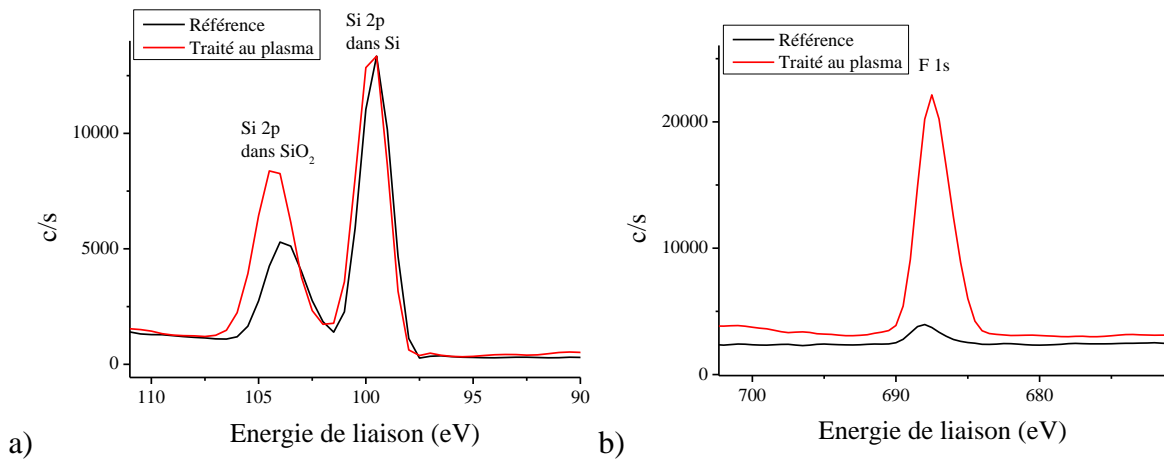 Référence
Traité au plasma
Si 2p
dans Si
Si 2p
dans SiO₂
10000
5000
0
c/s
110
105
100
95
90
Energie de liaison (eV)
a)
Référence
Traité au plasma
F 1s
20000
10000
0
c/s
700
690
680
Energie de liaison (eV)
b)